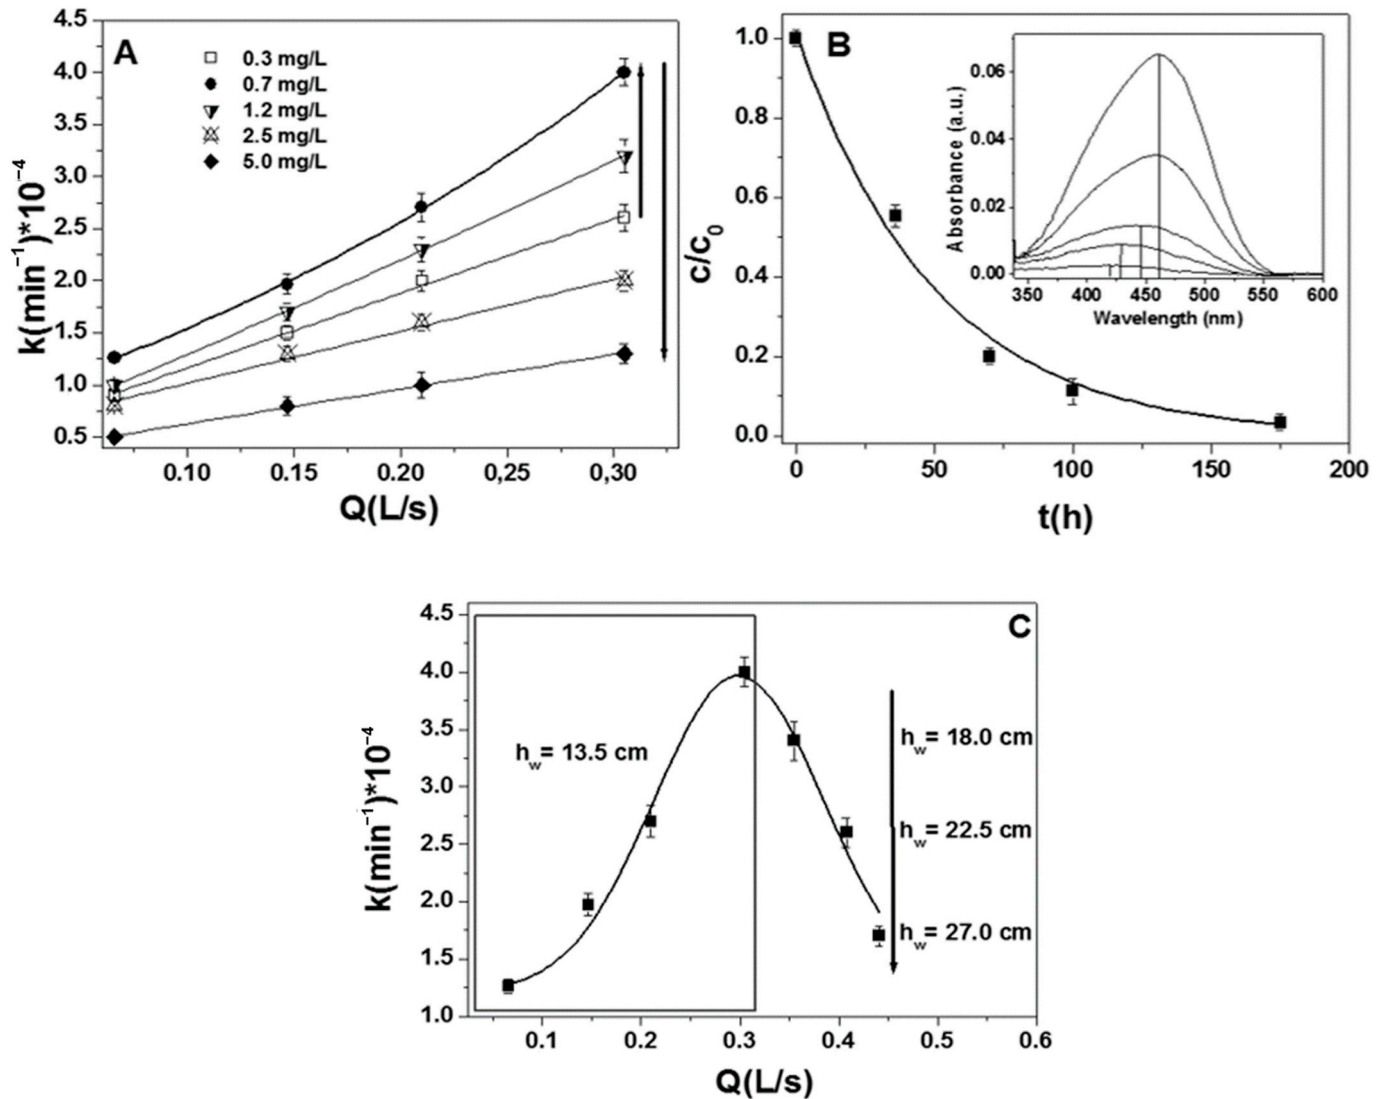 A
4.5
4.0
3.5
3.0
2.5
2.0
1.5
1.0
0.5
k(min⁻¹)*10⁻⁴
0.3 mg/L
0.7 mg/L
1.2 mg/L
2.5 mg/L
5.0 mg/L
0.10
0.15
0.20
0,25
0,30
Q(L/s)
B
1.0
0.8
0.6
0.4
0.2
0.0
c/c₀
0
50
100
150
200
t(h)
Absorbance (a.u.)
0.06
0.04
0.02
0.00
350
400
450
500
550
600
Wavelength (nm)
C
4.5
4.0
3.5
3.0
2.5
2.0
1.5
1.0
k(min⁻¹)*10⁻⁴
h_w= 13.5 cm
h_w= 18.0 cm
h_w= 22.5 cm
h_w= 27.0 cm
0.1
0.2
0.3
0.4
0.5
0.6
Q(L/s)